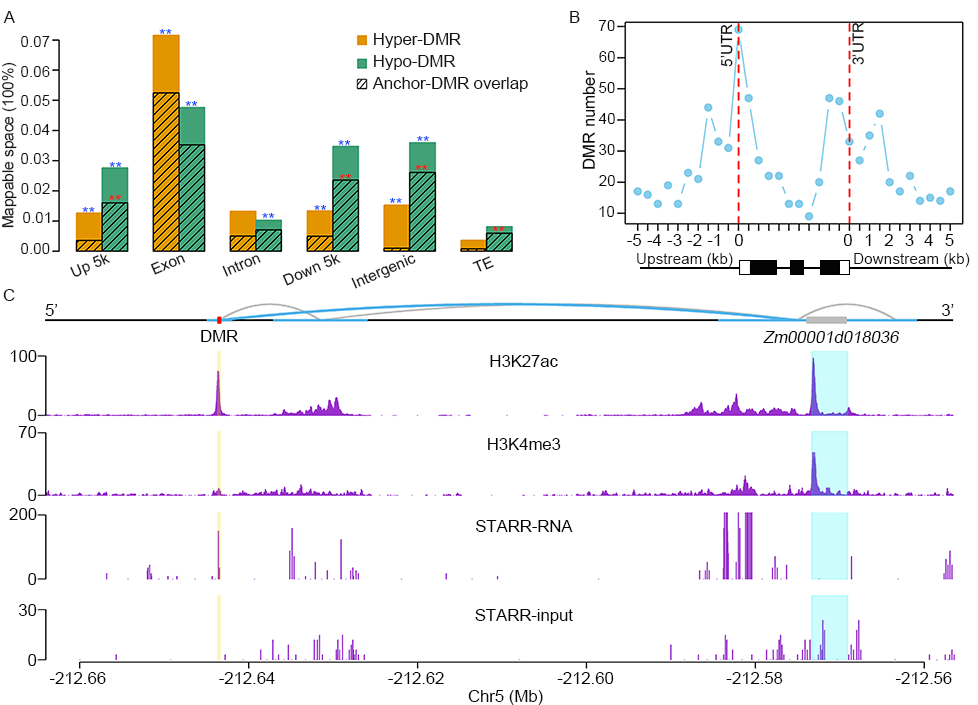 A
Mappable space (100%)
0.07
0.06
0.05
0.04
0.03
0.02
0.01
0.00
Hyper-DMR
Hypo-DMR
Anchor-DMR overlap
**
**
**
**
**
**
**
**
**
**
**
**
**
Up 5k
Exon
Intron
Down 5k
Intergenic
TE
B
DMR number
70
60
50
40
30
20
10
5'UTR
3'UTR
-5 -4 -3 -2 -1 0 0 1 2 3 4 5
Upstream (kb)
Downstream (kb)
C
5’
3’
DMR
Zm00001d018036
100
H3K27ac
0
70
H3K4me3
0
200
STARR-RNA
0
30
STARR-input
0
-212.66
-212.64
-212.62
-212.60
-212.58
-212.56
Chr5 (Mb)